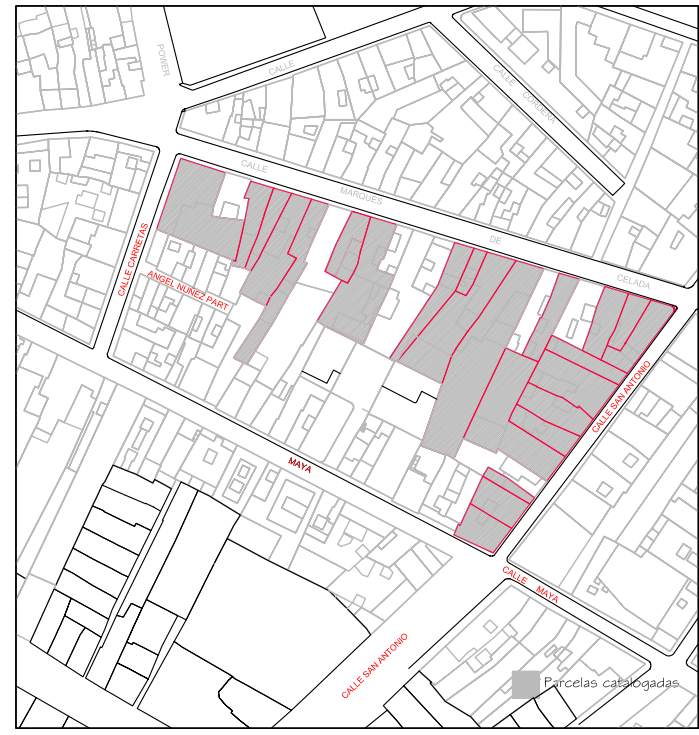 POWER
CALLE
CALLE CORDERA
CALLE MARQUES DE CELADA
CALLE CARRETAS
ANGEL NUÑEZ PART
CALLE SAN ANTONIO
MAYA
CALLE MAYA
CALLE SAN ANTONIO
Parcelas catalogadas